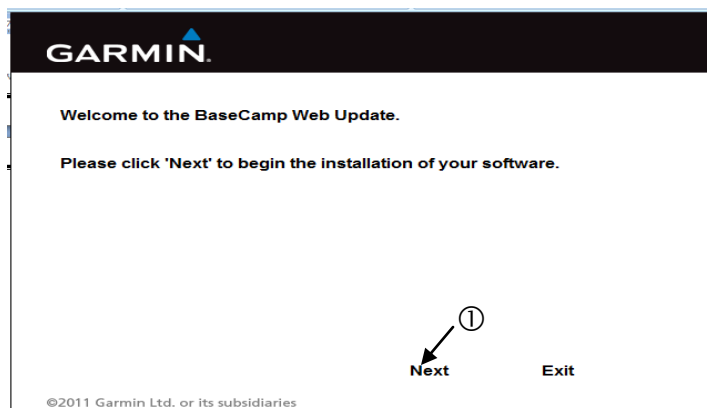 GARMIN.
Welcome to the BaseCamp Web Update.
Please click 'Next' to begin the installation of your software.
①
Next Exit
©2011 Garmin Ltd. or its subsidiaries